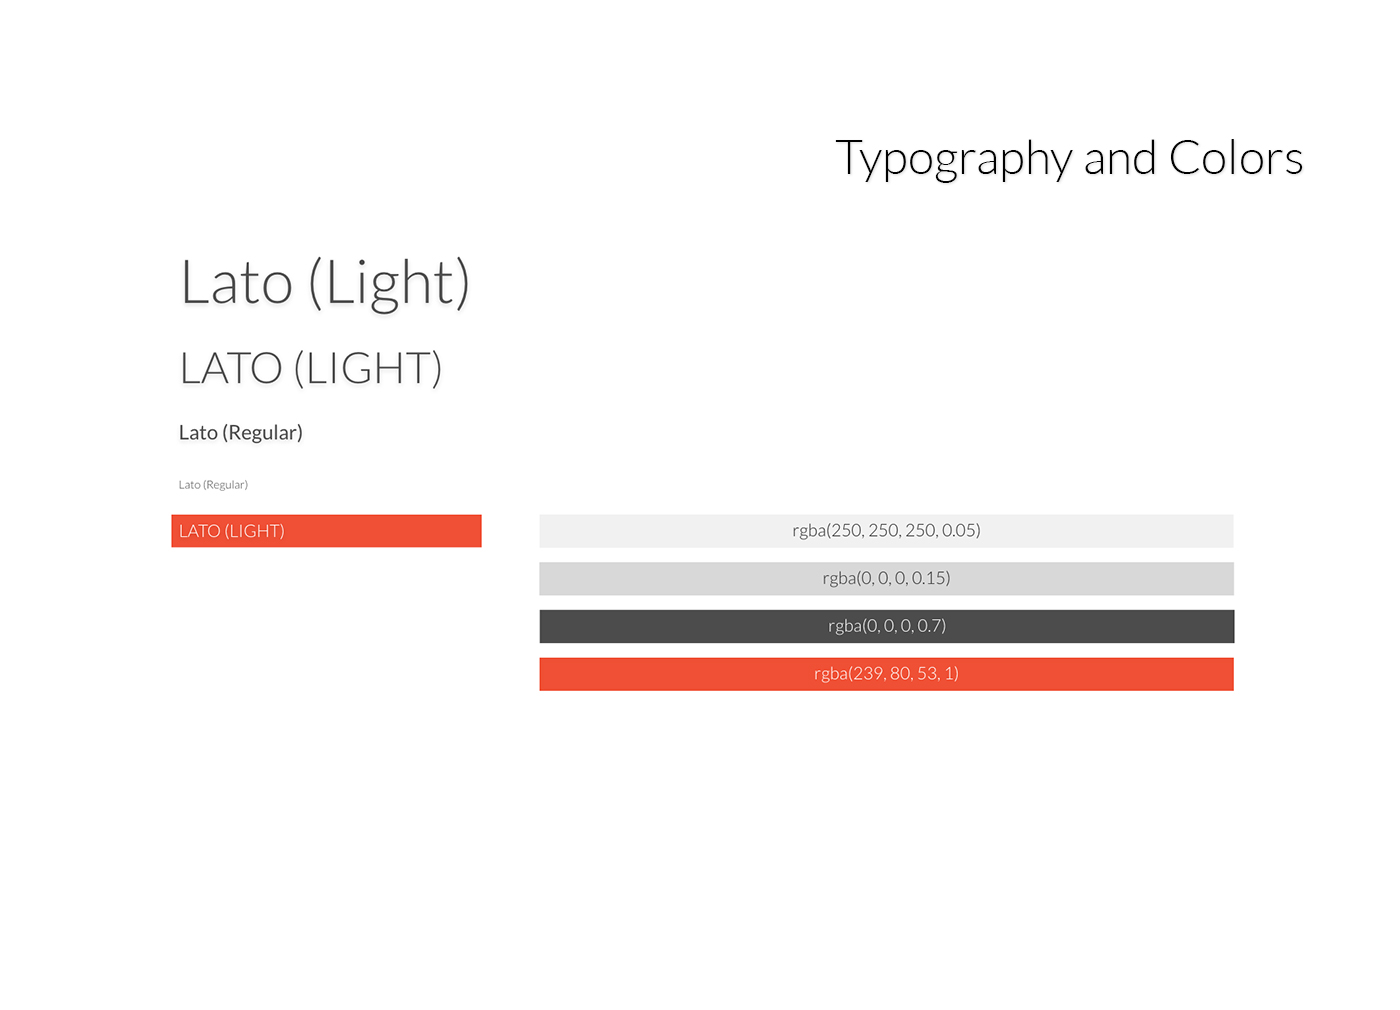 Typography and Colors
Lato (Light)
LATO (LIGHT)
Lato (Regular)
Lato (Regular)
LATO (LIGHT)
rgba(250, 250, 250, 0.05)
rgba(0, 0, 0, 0.15)
rgba(0, 0, 0, 0.7)
rgba(239, 80, 53, 1)